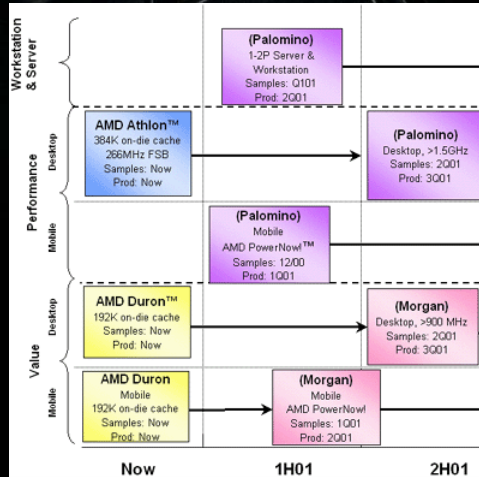 Workstation
& Server
(Palomino)
1-2P Server &
Workstation
Samples: Q101
Prod: 2Q01
Performance
Desktop
AMD Athlon™
384K on-die cache
266MHz FSB
Samples: Now
Prod: Now
(Palomino)
Desktop, >1.5GHz
Samples: 2Q01
Prod: 3Q01
Mobile
(Palomino)
Mobile
AMD PowerNow!™
Samples: 12/00
Prod: 1Q01
Value
Desktop
AMD Duron™
192K on-die cache
Samples: Now
Prod: Now
(Morgan)
Desktop, >900 MHz
Samples: 2Q01
Prod: 3Q01
Mobile
AMD Duron
Mobile
192K on-die cache
Samples: Now
Prod: Now
(Morgan)
Mobile
AMD PowerNow!
Samples: 1Q01
Prod: 2Q01
Now
1H01
2H01